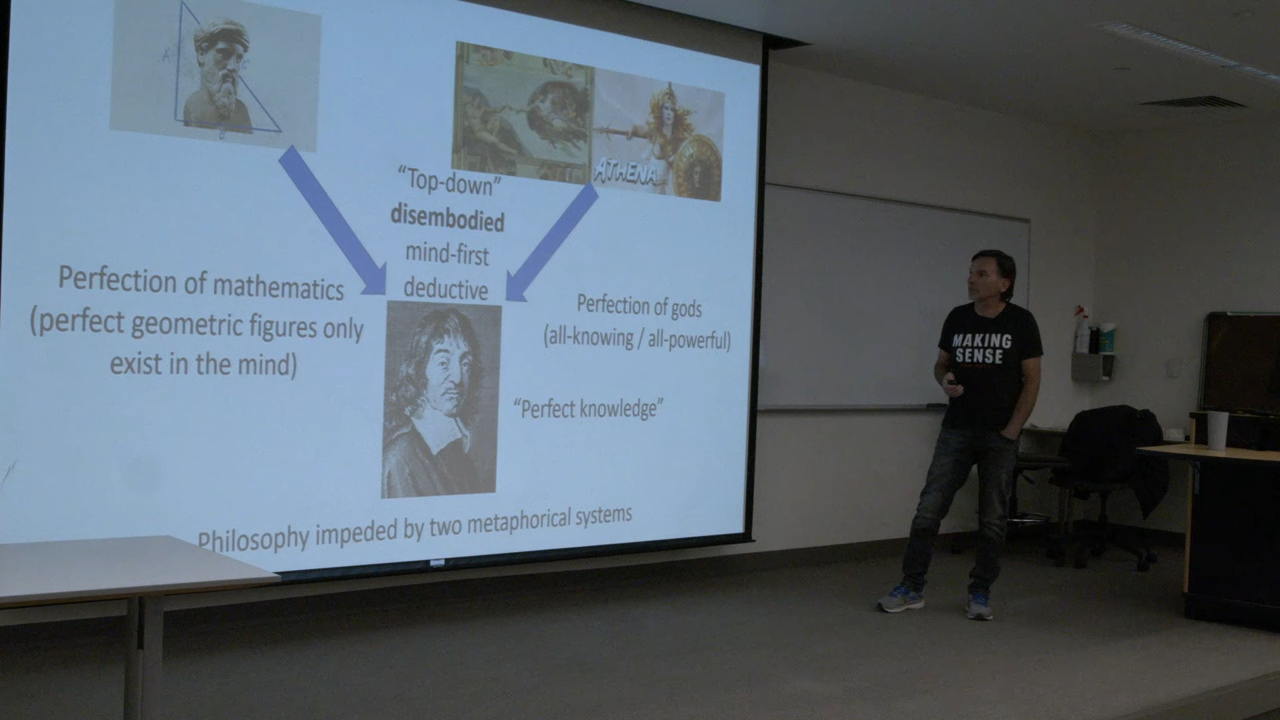 ATHENA
"Top-down"
disembodied
mind-first
deductive
Perfection of mathematics
(perfect geometric figures only
exist in the mind)
Perfection of gods
(all-knowing / all-powerful)
"Perfect knowledge"
Philosophy impeded by two metaphorical systems
MAKING
SENSE